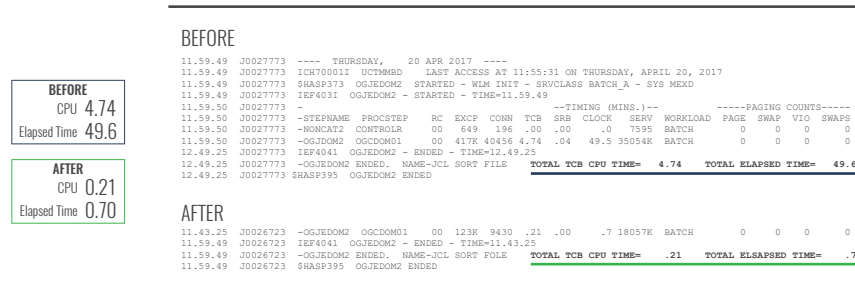 BEFORE
CPU 4.74
Elapsed Time 49.6
AFTER
CPU 0.21
Elapsed Time 0.70
BEFORE
11.59.49 J0027773 ---- THURSDAY, 20 APR 2017 ----
11.59.49 J0027773 ICH70001I UCTMMBD LAST ACCESS AT 11:55:31 ON THURSDAY, APRIL 20, 2017
11.59.49 J0027773 $HASP373 OGJEDOM2 STARTED - WLM INIT - SRVCLASS BATCH_A - SYS MEXD
11.59.49 J0027773 IEF403I OGJEDOM2 - STARTED - TIME=11.59.49
11.59.50 J0027773 - --TIMING (MINS.)-- -----PAGING COUNTS-----
11.59.50 J0027773 -STEPNAME PROCSTEP RC EXCP CONN TCB SRB CLOCK SERV WORKLOAD PAGE SWAP VIO SWAPS
11.59.50 J0027773 -NONCAT2 CONTROLR 00 649 196 .00 .00 .0 7595 BATCH 0 0 0 0
11.59.50 J0027773 -OGJDOM2 OGCDOM01 00 417K 40456 4.74 .04 49.5 35054K BATCH 0 0 0 0
12.49.25 J0027773 IEF4041 OGJEDOM2 - ENDED - TIME=12.49.25
12.49.25 J0027773 -OGJEDOM2 ENDED. NAME-JCL SORT FILE TOTAL TCB CPU TIME= 4.74 TOTAL ELAPSED TIME= 49.6
12.49.25 J0027773 $HASP395 OGJEDOM2 ENDED
AFTER
11.43.25 J0026723 -OGJEDOM2 OGCDOM01 00 123K 9430 .21 .00 .7 18057K BATCH 0 0 0 0
11.59.49 J0026723 IEF4041 OGJEDOM2 - ENDED - TIME=11.43.25
11.59.49 J0026723 -OGJEDOM2 ENDED. NAME-JCL SORT FOLE TOTAL TCB CPU TIME= .21 TOTAL ELSAPSED TIME= .7
11.59.49 J0026723 $HASP395 OGJEDOM2 ENDED